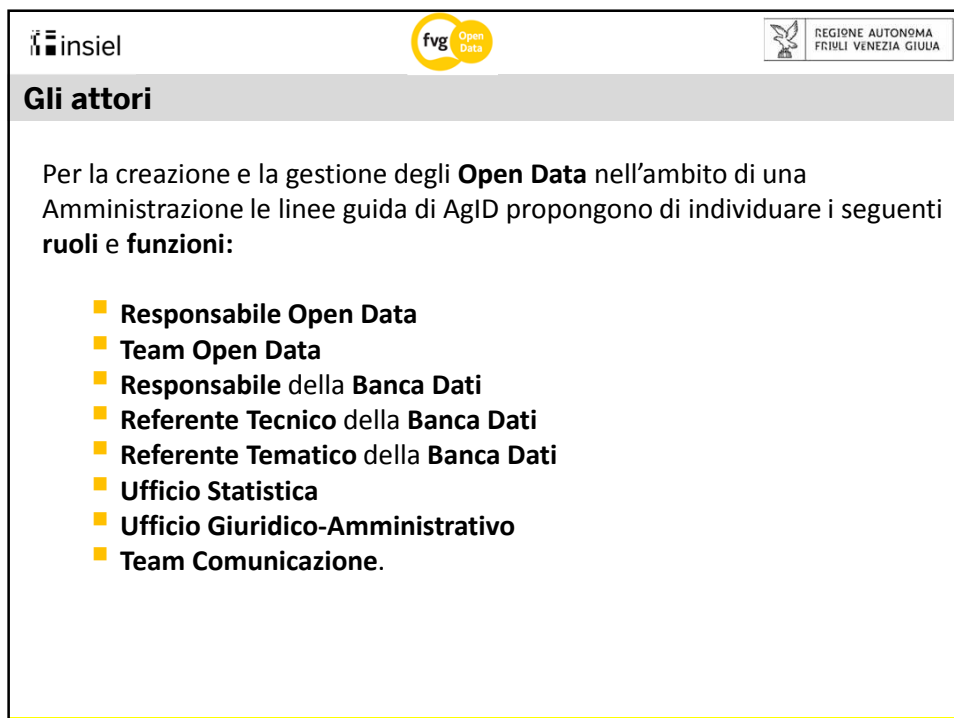 insiel
fvg Open
Data
REGIONE AUTONOMA
FRIULI VENEZIA GIULIA
Gli attori
Per la creazione e la gestione degli Open Data nell’ambito di una
Amministrazione le linee guida di AgID propongono di individuare i seguenti
ruoli e funzioni:
Responsabile Open Data
Team Open Data
Responsabile della Banca Dati
Referente Tecnico della Banca Dati
Referente Tematico della Banca Dati
Ufficio Statistica
Ufficio Giuridico-Amministrativo
Team Comunicazione.